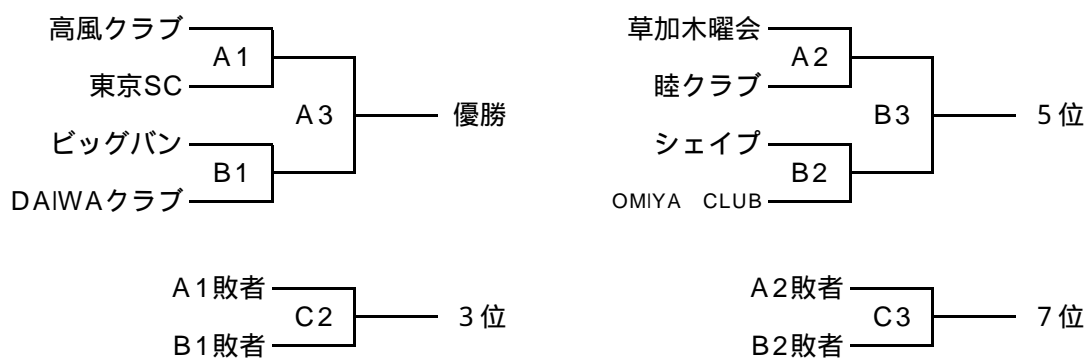 高風クラブ
A1
東京SC
A3
優勝
ビッグバン
B1
DAIWAクラブ
草加木曜会
A2
睦クラブ
B3
5位
シェイプ
B2
OMIYA　CLUB
A1敗者
C2
3位
B1敗者
A2敗者
C3
7位
B2敗者